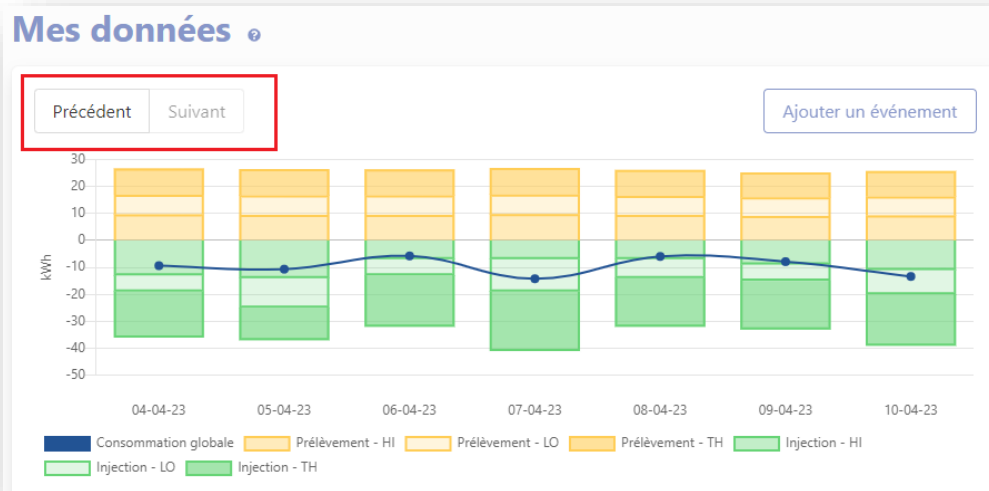 Mes données ?
Précédent Suivant Ajouter un événement
30
20
10
0
-10
-20
-30
-40
-50
kWh
04-04-23 05-04-23 06-04-23 07-04-23 08-04-23 09-04-23 10-04-23
Consommation globale Prélèvement - HI Prélèvement - LO Prélèvement - TH Injection - HI
Injection - LO Injection - TH